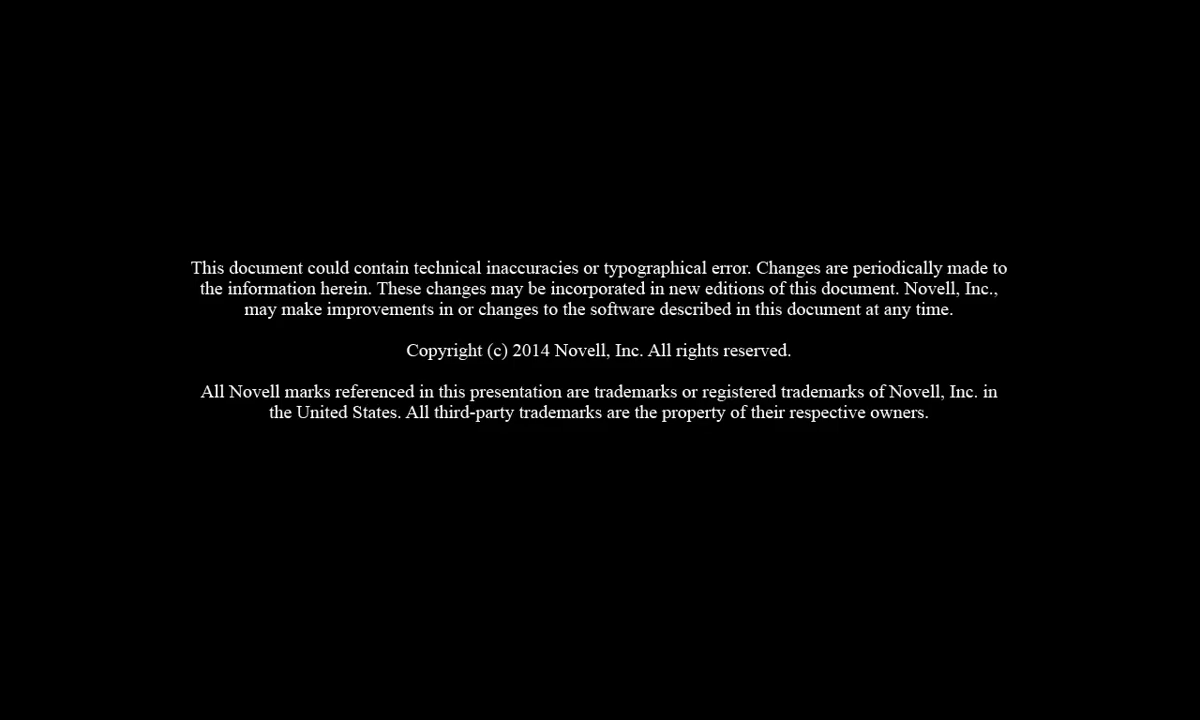 This document could contain technical inaccuracies or typographical error. Changes are periodically made to
the information herein. These changes may be incorporated in new editions of this document. Novell, Inc.,
may make improvements in or changes to the software described in this document at any time.
Copyright (c) 2014 Novell, Inc. All rights reserved.
All Novell marks referenced in this presentation are trademarks or registered trademarks of Novell, Inc. in
the United States. All third-party trademarks are the property of their respective owners.